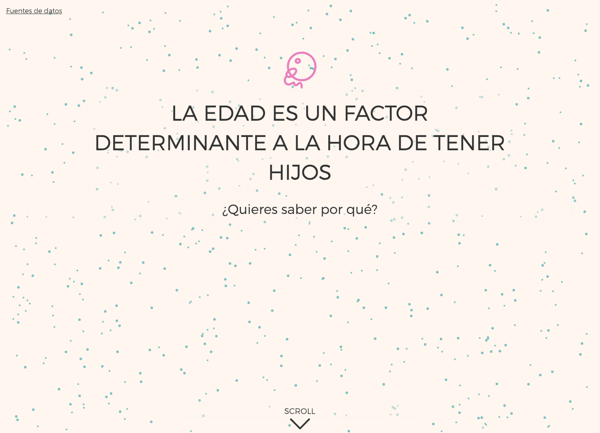 Fuentes de datos
LA EDAD ES UN FACTOR
DETERMINANTE A LA HORA DE TENER
HIJOS
¿Quieres saber por qué?
SCROLL